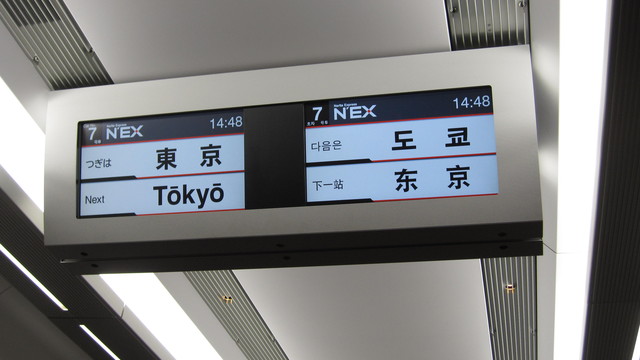 7 N'EX 14:48
つぎは 東京
Next Tōkyō
7 N'EX 14:48
다음은 도쿄
下一站 东京